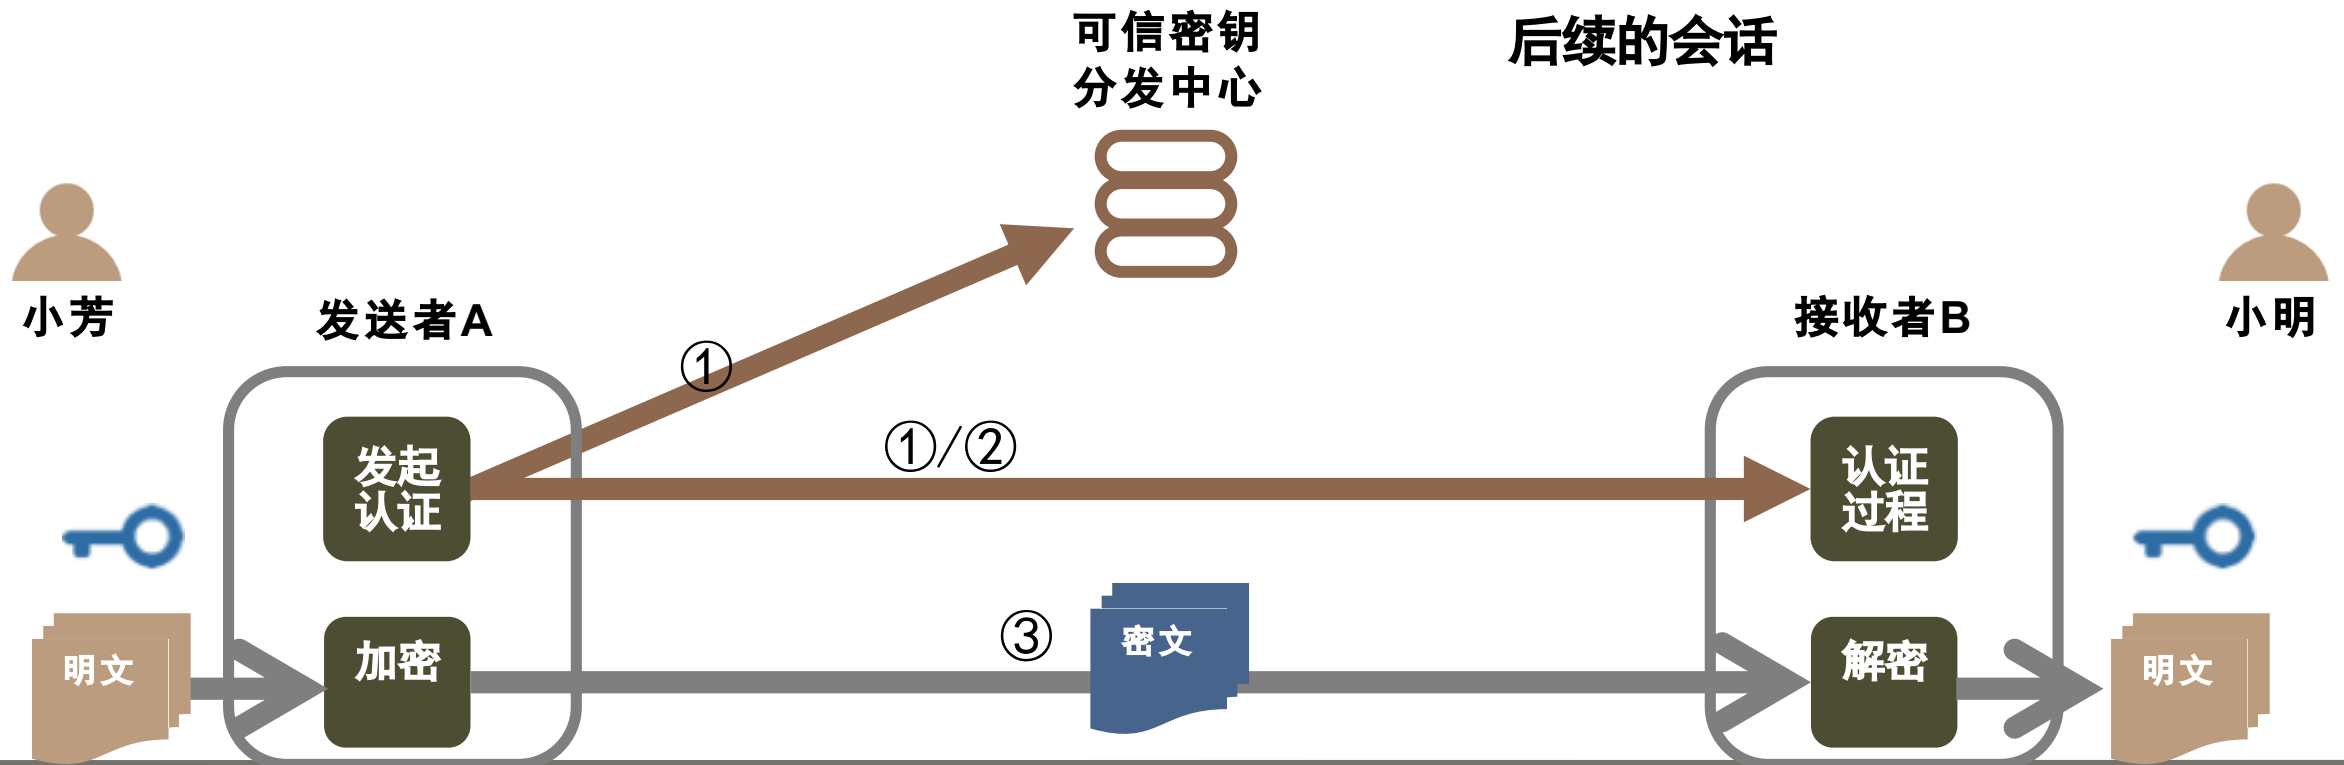 可信密钥
分发中心
后续的会话
小芳
发送者A
接收者B
小明
①
①/②
发起
认证
认证
过程
③
密文
明文
加密
解密
明文